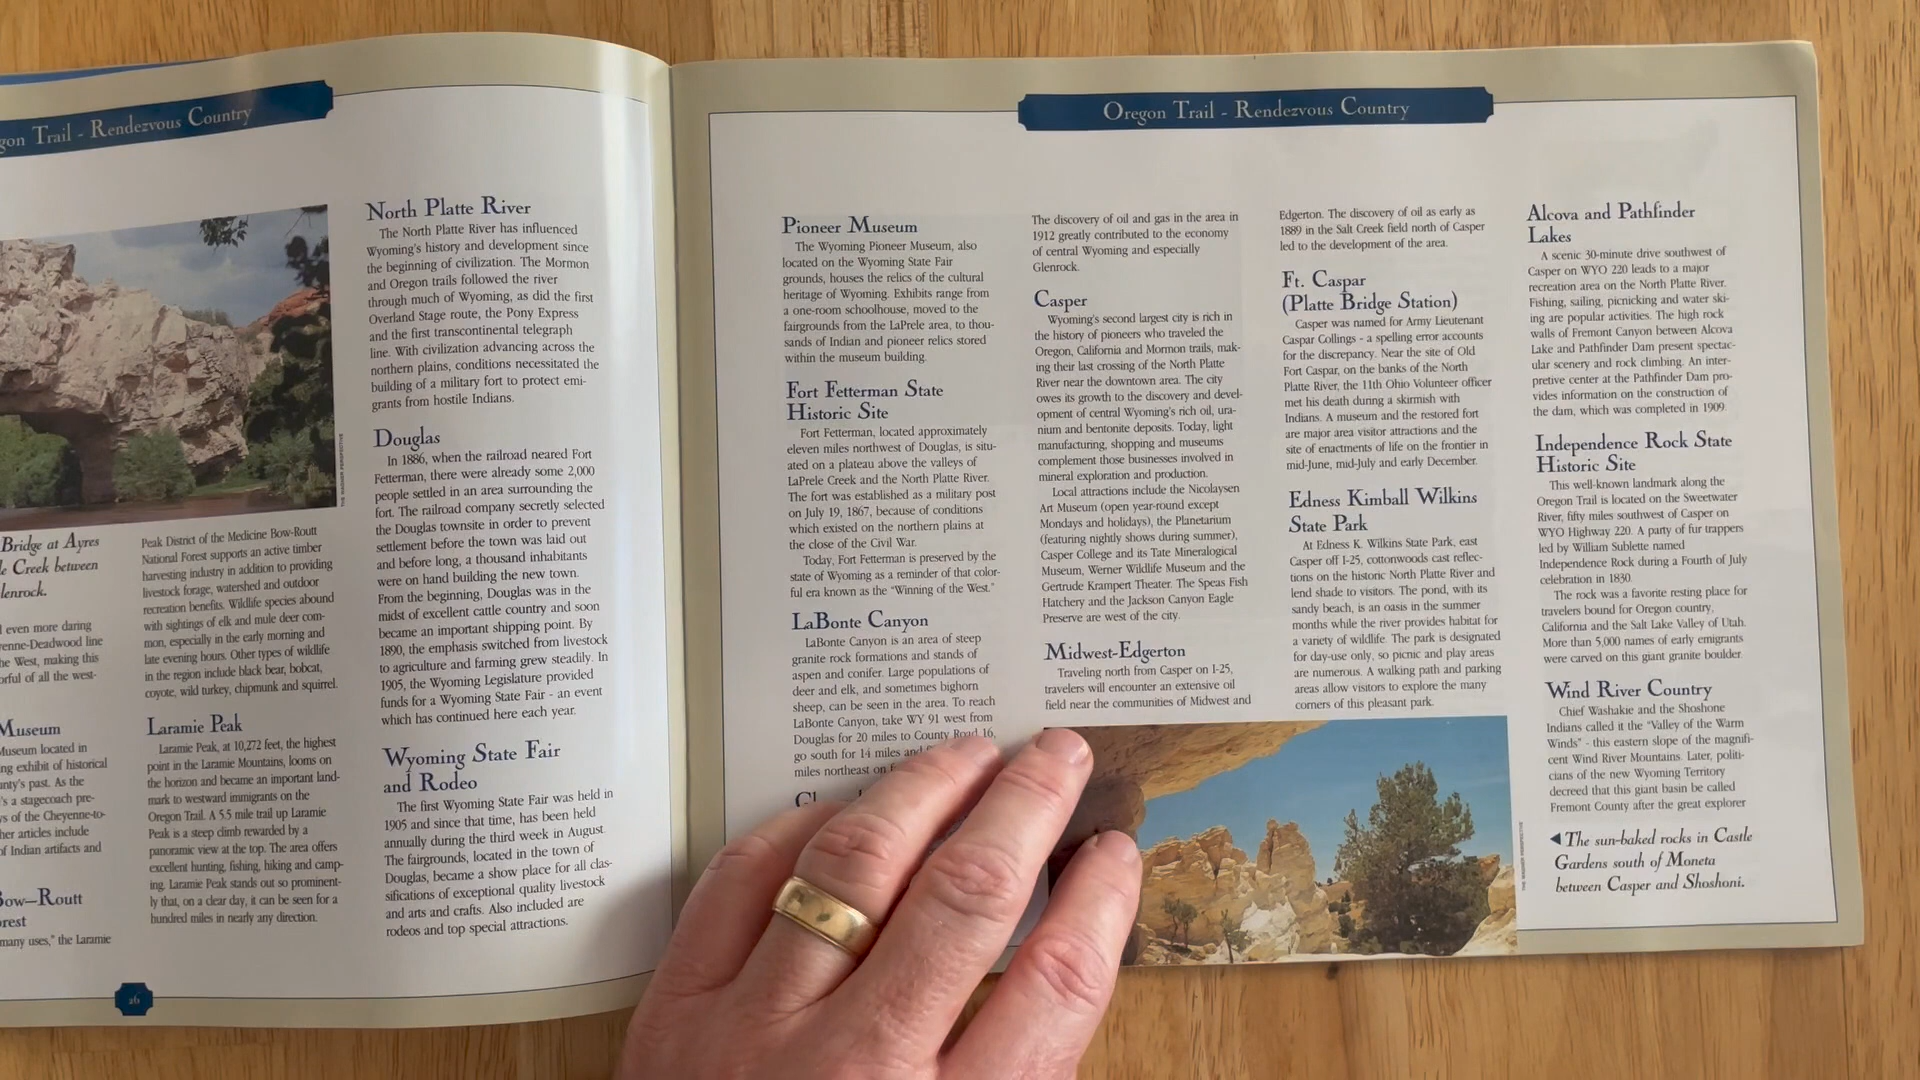 gon Trail - Rendezvous Country
Bridge at Ayres
Creek between
lenrock.
even more daring
enne-Deadwood line
he West, making this
orful of all the west-
Museum
Museum located in
ng exhibit of historical
unty's past. As the
's a stagecoach pre-
ys of the Cheyenne-to-
her articles include
of Indian artifacts and
Bow—Routt
orest
many uses," the Laramie
Peak District of the Medicine Bow-Routt
National Forest supports an active timber
harvesting industry in addition to providing
livestock forage, watershed and outdoor
recreation benefits. Wildlife species abound
with sightings of elk and mule deer com-
mon, especially in the early morning and
late evening hours. Other types of wildlife
in the region include black bear, bobcat,
coyote, wild turkey, chipmunk and squirrel.
Laramie Peak
Laramie Peak, at 10,272 feet, the highest
point in the Laramie Mountains, looms on
the horizon and became an important land-
mark to westward immigrants on the
Oregon Trail. A 5.5 mile trail up Laramie
Peak is a steep climb rewarded by a
panoramic view at the top. The area offers
excellent hunting, fishing, hiking and camp-
ing. Laramie Peak stands out so prominent-
ly that, on a clear day, it can be seen for a
hundred miles in nearly any direction.
North Platte River
The North Platte River has influenced
Wyoming's history and development since
the beginning of civilization. The Mormon
and Oregon trails followed the river
through much of Wyoming, as did the first
Overland Stage route, the Pony Express
and the first transcontinental telegraph
line. With civilization advancing across the
northern plains, conditions necessitated the
building of a military fort to protect emi-
grants from hostile Indians.
Douglas
In 1886, when the railroad neared Fort
Fetterman, there were already some 2,000
people settled in an area surrounding the
fort. The railroad company secretly selected
the Douglas townsite in order to prevent
settlement before the town was laid out
and before long, a thousand inhabitants
were on hand building the new town.
From the beginning, Douglas was in the
midst of excellent cattle country and soon
became an important shipping point. By
1890, the emphasis switched from livestock
to agriculture and farming grew steadily. In
1905, the Wyoming Legislature provided
funds for a Wyoming State Fair - an event
which has continued here each year.
Wyoming State Fair
and Rodeo
The first Wyoming State Fair was held in
1905 and since that time, has been held
annually during the third week in August.
The fairgrounds, located in the town of
Douglas, became a show place for all clas-
sifications of exceptional quality livestock
and arts and crafts. Also included are
rodeos and top special attractions.
26
Oregon Trail - Rendezvous Country
Pioneer Museum
The Wyoming Pioneer Museum, also
located on the Wyoming State Fair
grounds, houses the relics of the cultural
heritage of Wyoming. Exhibits range from
a one-room schoolhouse, moved to the
fairgrounds from the LaPrele area, to thou-
sands of Indian and pioneer relics stored
within the museum building.
Fort Fetterman State
Historic Site
Fort Fetterman, located approximately
eleven miles northwest of Douglas, is situ-
ated on a plateau above the valleys of
LaPrele Creek and the North Platte River.
The fort was established as a military post
on July 19, 1867, because of conditions
which existed on the northern plains at
the close of the Civil War.
Today, Fort Fetterman is preserved by the
state of Wyoming as a reminder of that color-
ful era known as the "Winning of the West."
LaBonte Canyon
LaBonte Canyon is an area of steep
granite rock formations and stands of
aspen and conifer. Large populations of
deer and elk, and sometimes bighorn
sheep, can be seen in the area. To reach
LaBonte Canyon, take WY 91 west from
Douglas for 20 miles to County Road 16,
go south for 14 miles and
miles northeast on
The discovery of oil and gas in the area in
1912 greatly contributed to the economy
of central Wyoming and especially
Glenrock.
Casper
Wyoming's second largest city is rich in
the history of pioneers who traveled the
Oregon, California and Mormon trails, mak-
ing their last crossing of the North Platte
River near the downtown area. The city
owes its growth to the discovery and devel-
opment of central Wyoming's rich oil, ura-
nium and bentonite deposits. Today, light
manufacturing, shopping and museums
complement those businesses involved in
mineral exploration and production.
Local attractions include the Nicolaysen
Art Museum (open year-round except
Mondays and holidays), the Planetarium
(featuring nightly shows during summer),
Casper College and its Tate Mineralogical
Museum, Werner Wildlife Museum and the
Gertrude Krampert Theater. The Speas Fish
Hatchery and the Jackson Canyon Eagle
Preserve are west of the city.
Midwest-Edgerton
Traveling north from Casper on I-25,
travelers will encounter an extensive oil
field near the communities of Midwest and
Edgerton. The discovery of oil as early as
1889 in the Salt Creek field north of Casper
led to the development of the area.
Ft. Caspar
(Platte Bridge Station)
Casper was named for Army Lieutenant
Caspar Collings - a spelling error accounts
for the discrepancy. Near the site of Old
Fort Caspar, on the banks of the North
Platte River, the 11th Ohio Volunteer officer
met his death during a skirmish with
Indians. A museum and the restored fort
are major area visitor attractions and the
site of enactments of life on the frontier in
mid-June, mid-July and early December.
Edness Kimball Wilkins
State Park
At Edness K. Wilkins State Park, east
Casper off I-25, cottonwoods cast reflec-
tions on the historic North Platte River and
lend shade to visitors. The pond, with its
sandy beach, is an oasis in the summer
months while the river provides habitat for
a variety of wildlife. The park is designated
for day-use only, so picnic and play areas
are numerous. A walking path and parking
areas allow visitors to explore the many
corners of this pleasant park.
Alcova and Pathfinder
Lakes
A scenic 30-minute drive southwest of
Casper on WYO 220 leads to a major
recreation area on the North Platte River.
Fishing, sailing, picnicking and water ski-
ing are popular activities. The high rock
walls of Fremont Canyon between Alcova
Lake and Pathfinder Dam present spectac-
ular scenery and rock climbing. An inter-
pretive center at the Pathfinder Dam pro-
vides information on the construction of
the dam, which was completed in 1909.
Independence Rock State
Historic Site
This well-known landmark along the
Oregon Trail is located on the Sweetwater
River, fifty miles southwest of Casper on
WYO Highway 220. A party of fur trappers
led by William Sublette named
Independence Rock during a Fourth of July
celebration in 1830.
The rock was a favorite resting place for
travelers bound for Oregon country,
California and the Salt Lake Valley of Utah.
More than 5,000 names of early emigrants
were carved on this giant granite boulder.
Wind River Country
Chief Washakie and the Shoshone
Indians called it the "Valley of the Warm
Winds" - this eastern slope of the magnifi-
cent Wind River Mountains. Later, politi-
cians of the new Wyoming Territory
decreed that this giant basin be called
Fremont County after the great explorer
◀ The sun-baked rocks in Castle
Gardens south of Moneta
between Casper and Shoshoni.